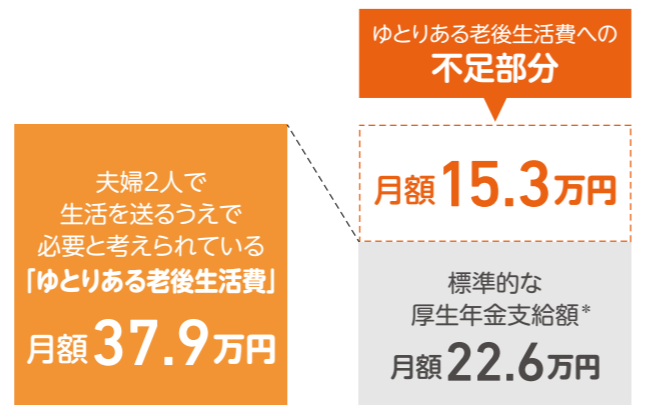 夫婦2人で
生活を送るうえで
必要と考えられている
「ゆとりある老後生活費」
月額37.9万円
ゆとりある老後生活費への
不足部分
月額15.3万円
標準的な
厚生年金支給額*
月額22.6万円